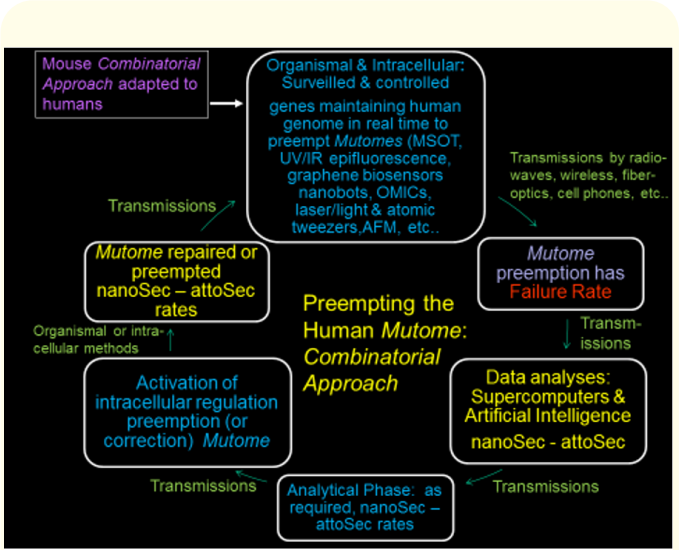 Mouse Combinatorial
Approach adapted to
humans
Organismal & Intracellular:
Surveilled & controlled
genes maintaining human
genome in real time to
preempt Mutomes (MSOT,
UV/IR epifluorescence,
graphene biosensors
nanobots, OMICs,
laser/light & atomic
tweezers,AFM, etc..
Transmissions by radio-
waves, wireless, fiber-
optics, cell phones, etc..
Mutome
preemption has
Failure Rate
Transm-
issions
Data analyses:
Supercomputers &
Artificial Intelligence
nanoSec - attoSec
Transmissions
Analytical Phase: as
required, nanoSec –
attoSec rates
Transmissions
Activation of
intracellular regulation
preemption (or
correction) Mutome
Organismal or intra-
cellular methods
Mutome repaired or
preempted
nanoSec – attoSec
rates
Transmissions
Preempting the
Human Mutome:
Combinatorial
Approach